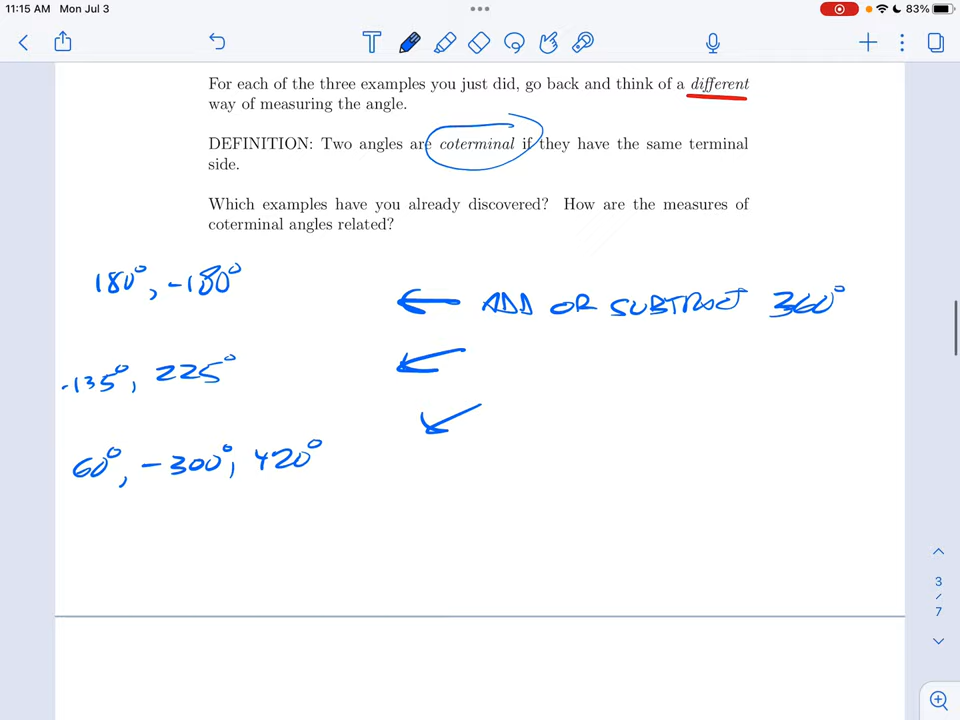 11:15 AM Mon Jul 3
83%
T
For each of the three examples you just did, go back and think of a different
way of measuring the angle.
DEFINITION: Two angles are coterminal if they have the same terminal
side.
Which examples have you already discovered? How are the measures of
coterminal angles related?
180°, -180°
← ADD OR SUBTRACT 360°
-135°, 225°
60°, -300°, 420°
3
/
7